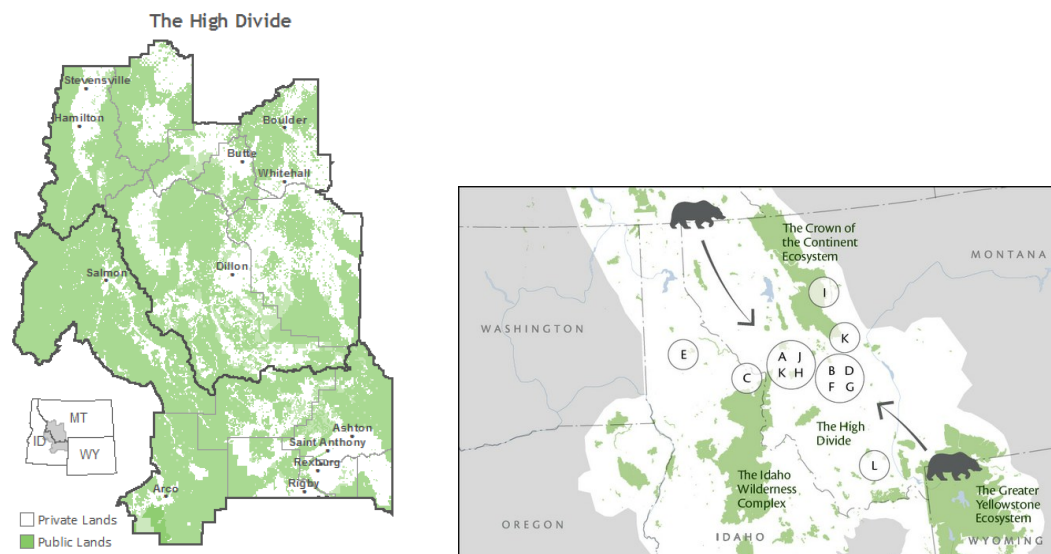 The High Divide
Stevensville
Hamilton
Boulder
Butte
Whitehall
Dillon
Salmon
MT
ID
WY
Ashton
Saint Anthony
Rexburg
Rigby
Arco
Private Lands
Public Lands
The Crown of
the Continent
Ecosystem
MONTANA
WASHINGTON
I
K
E
A J
K H
C
B D
F G
The High
Divide
L
The Idaho
Wilderness
Complex
The Greater
Yellowstone
Ecosystem
OREGON
IDAHO
WYOMING